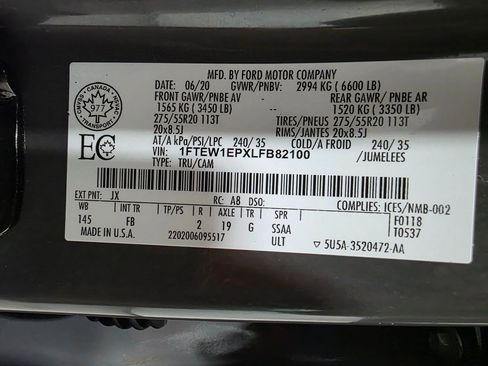 MFD. BY FORD MOTOR COMPANY
06/20 GVWR/PNBV: 2994 KG ( 6600 LB)
FRONT GAWR/PNBE AV REAR GAWR/ PNBE AR
1565 KG ( 3450 LB) 1520 KG ( 3350 LB)
275/55R20 113T TIRES/PNEUS 275/55R20 113T
20x8.5J RIMS/JANTES 20x8.5J
AT/A kPa/PSI/LPC 240/ 35 COLD/A FROID 240/ 35
VIN: 1FTEW1EPXLFB82100 /JUMELEES
TYPE: TRU/CAM
CANADA
977
TRANSPORT
EC
EXT PNT: JX RC: AB DSO: COMPLIES: ICES/NMB-002
WB INT TR TP/PS R AXLE TR SPR F0118
145 FB 2 19 G SSAA T0537
ULT
MADE IN U.S.A. 2202006095517 5U5A-3520472-AA